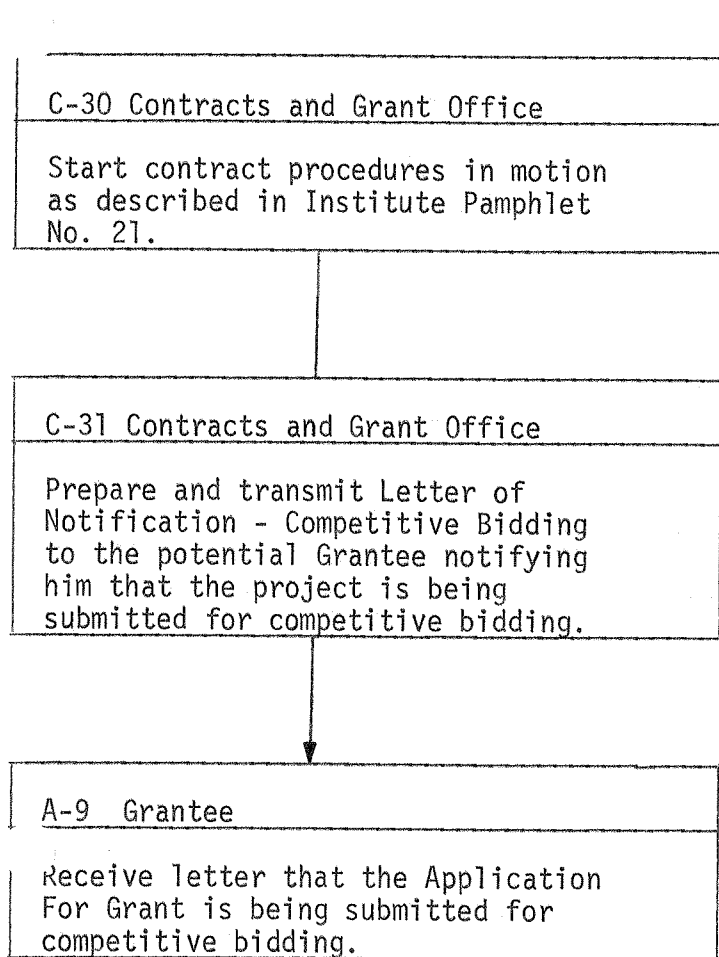 C-30 Contracts and Grant Office
Start contract procedures in motion
as described in Institute Pamphlet
No. 21.
C-31 Contracts and Grant Office
Prepare and transmit Letter of
Notification - Competitive Bidding
to the potential Grantee notifying
him that the project is being
submitted for competitive bidding.
A-9 Grantee
Receive letter that the Application
For Grant is being submitted for
competitive bidding.